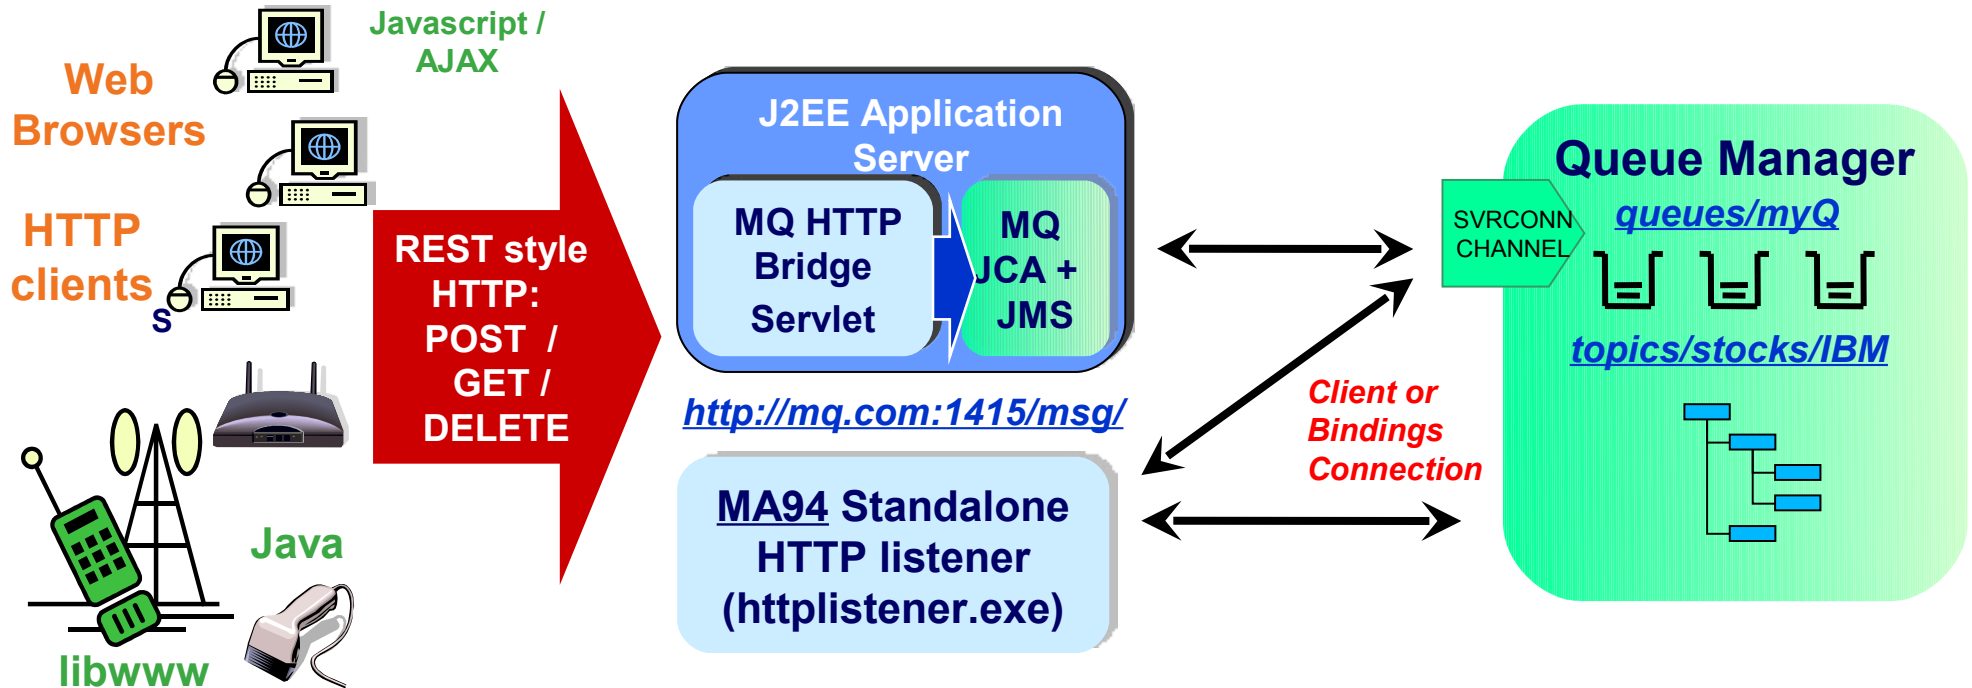 Javascript /
AJAX
Web
Browsers
HTTP
clients
s
libwww
Java
REST style
HTTP:
POST /
GET /
DELETE
J2EE Application
Server
MQ HTTP
Bridge
Servlet
MQ
JCA +
JMS
http://mq.com:1415/msg/
MA94 Standalone
HTTP listener
(httplistener.exe)
Client or
Bindings
Connection
Queue Manager
SVRCONN
CHANNEL
queues/myQ
topics/stocks/IBM